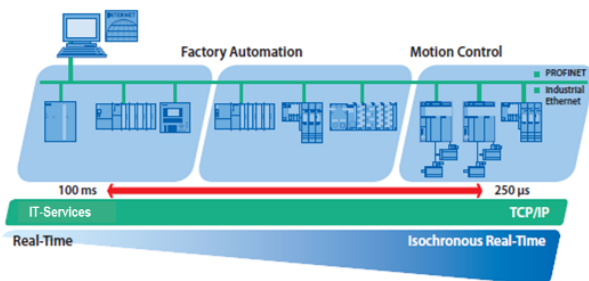 INTERNET
Factory Automation
Motion Control
PROFINET
Industrial
Ethernet
100 ms
250 µs
IT-Services
TCP/IP
Real-Time
Isochronous Real-Time